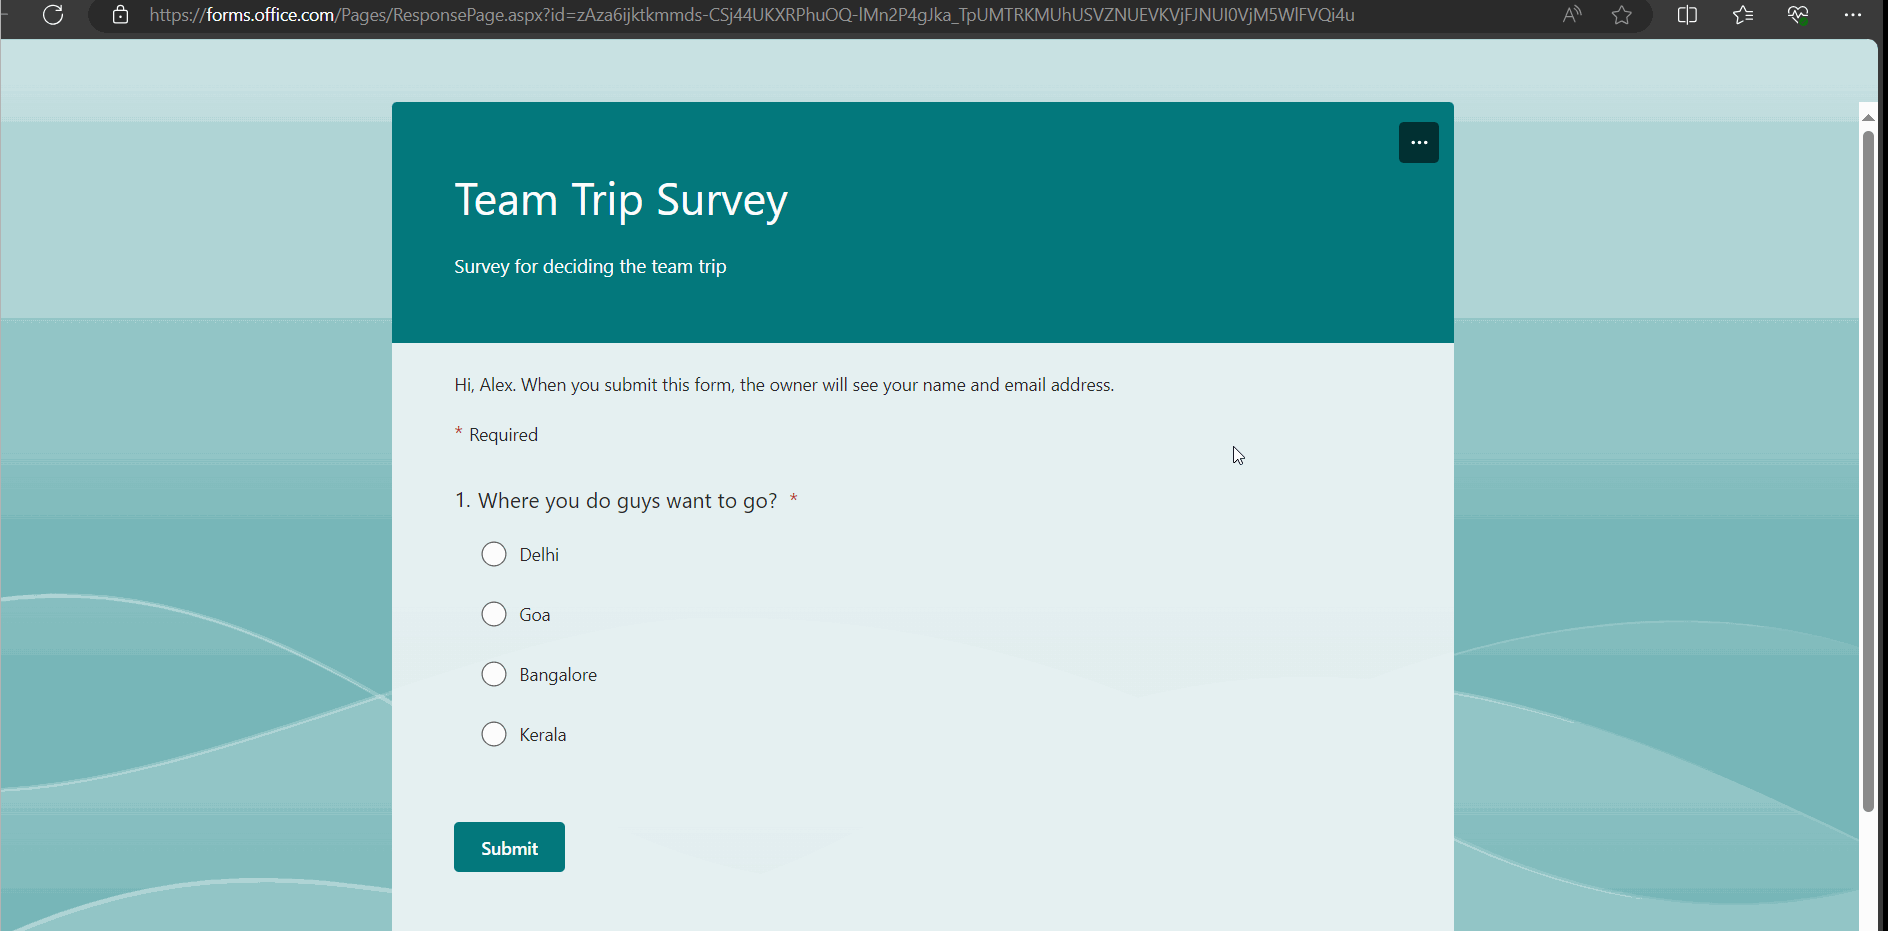 https://forms.office.com/Pages/ResponsePage.aspx?id=zAza6ijktkmmds-CSj44UKXRPhuOQ-lMn2P4gJka_TpUMTRKMUhUSVZNUEVKVjFJNUI0VjM5WlFVQi4u
Team Trip Survey
Survey for deciding the team trip
Hi, Alex. When you submit this form, the owner will see your name and email address.
* Required
1. Where you do guys want to go? *
Delhi
Goa
Bangalore
Kerala
Submit